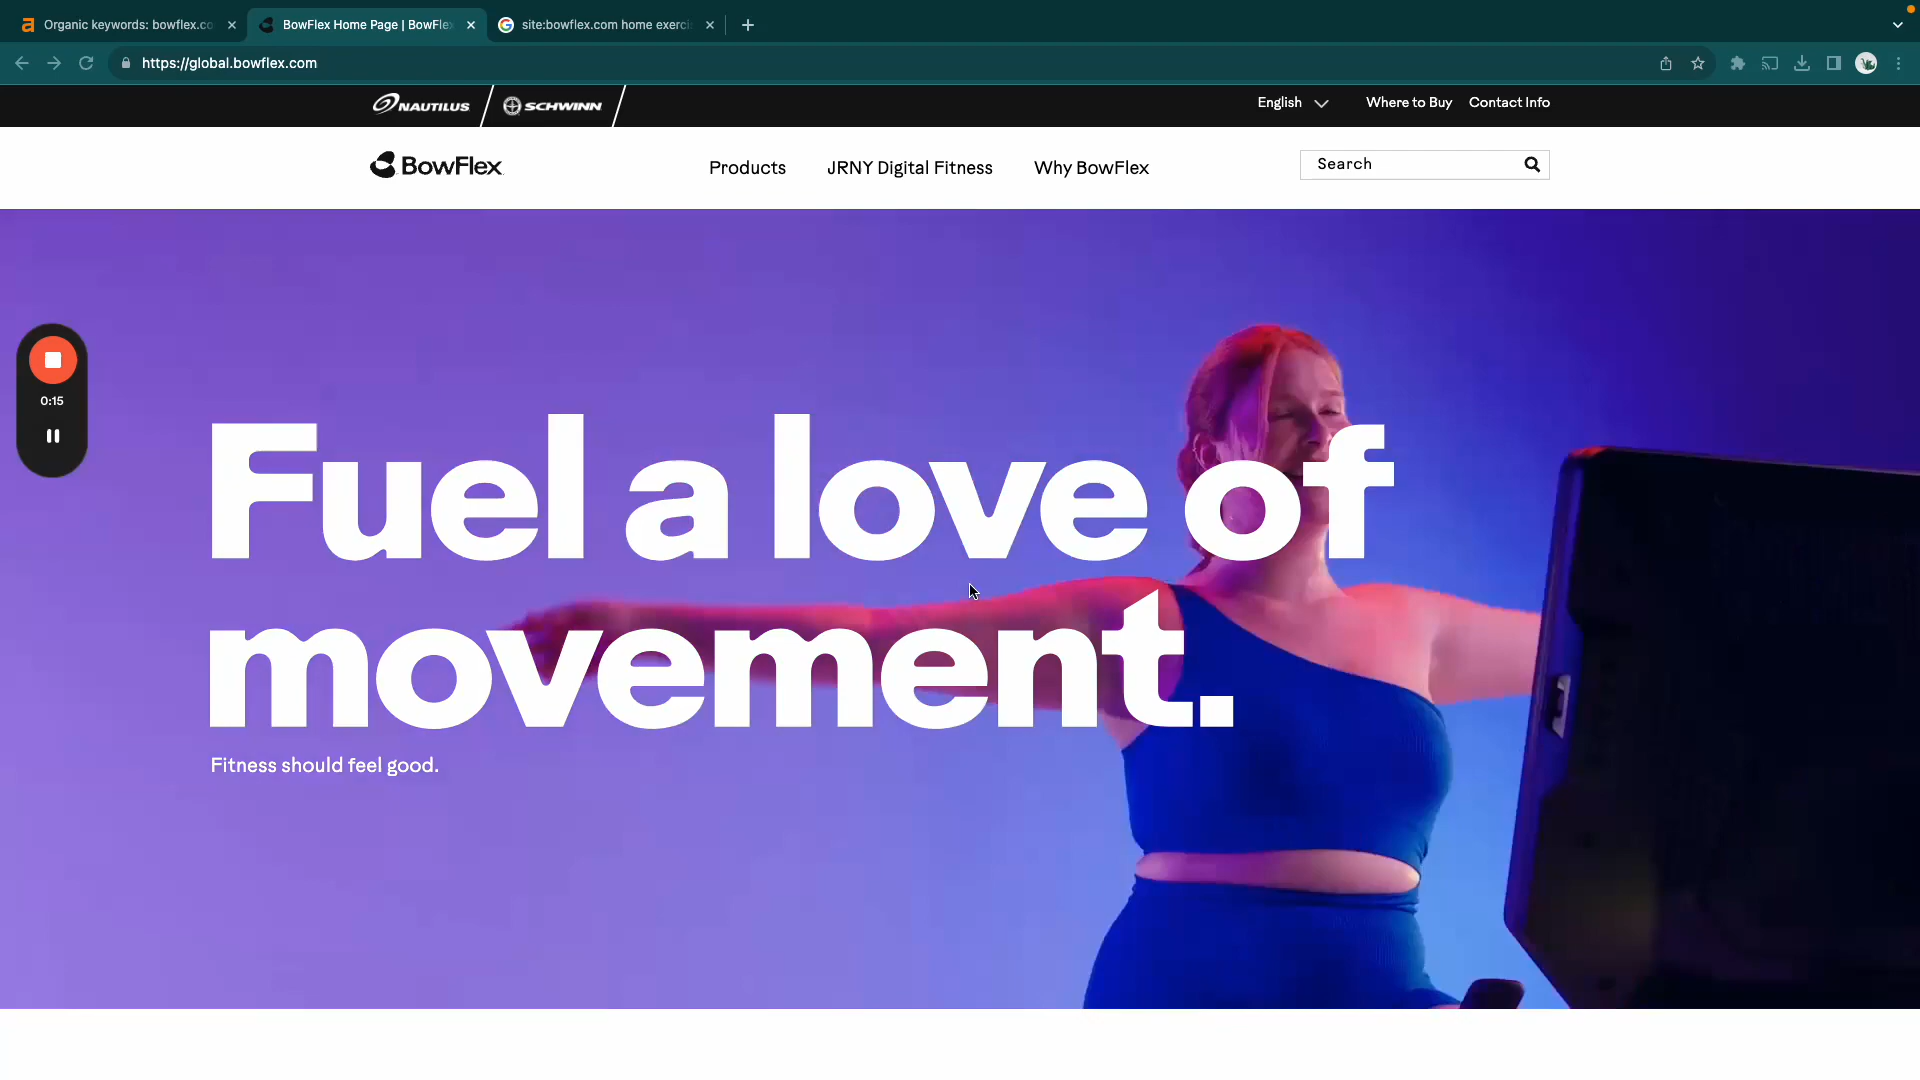 Organic keywords: bowflex.co
BowFlex Home Page | BowFle
site:bowflex.com home exerci
https://global.bowflex.com
NAUTILUS
SCHWINN
English
Where to Buy
Contact Info
BowFlex
Products
JRNY Digital Fitness
Why BowFlex
Search
0:15
Fuel a love of
movement.
Fitness should feel good.